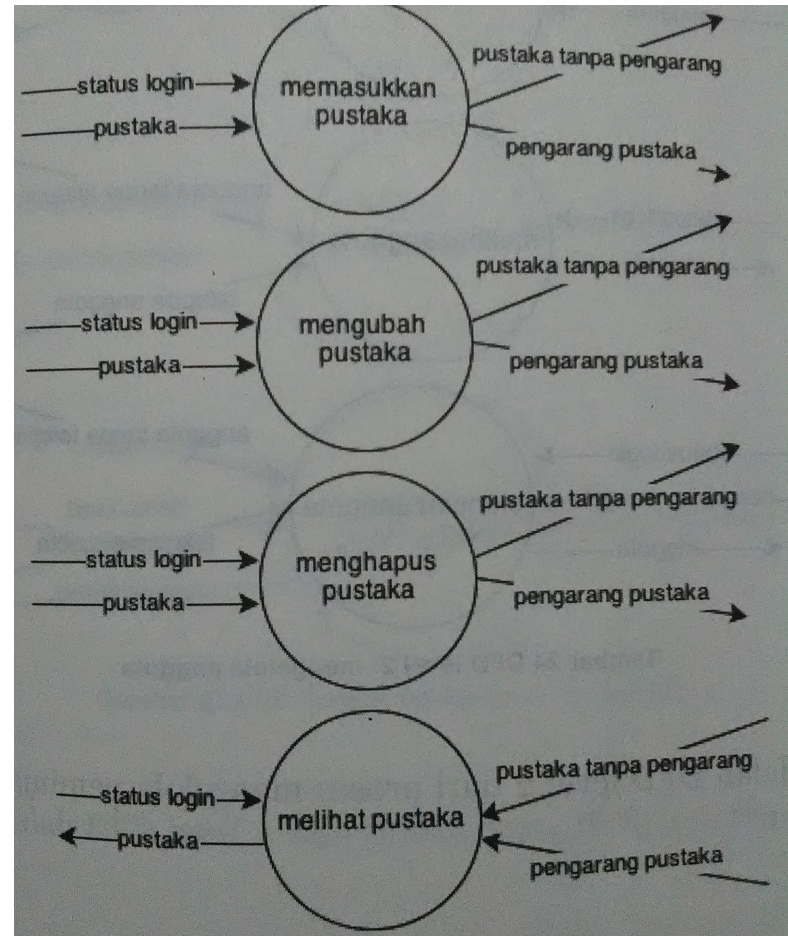 status login
pustaka
memasukkan
pustaka
pustaka tanpa pengarang
pengarang pustaka
status login
pustaka
mengubah
pustaka
pustaka tanpa pengarang
pengarang pustaka
status login
pustaka
menghapus
pustaka
pustaka tanpa pengarang
pengarang pustaka
status login
pustaka
melihat pustaka
pustaka tanpa pengarang
pengarang pustaka